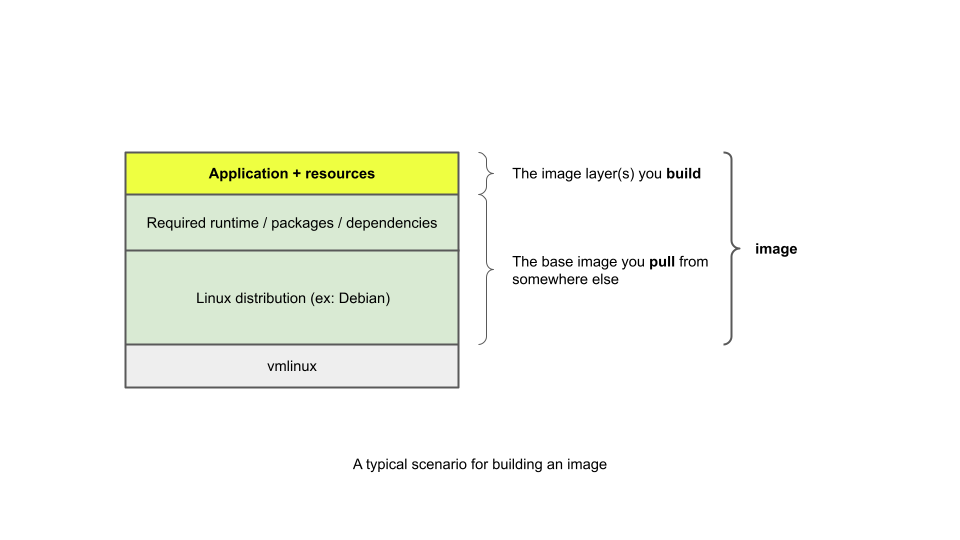 Application + resources
The image layer(s) you build
Required runtime / packages / dependencies
image
The base image you pull from
somewhere else
Linux distribution (ex: Debian)
vmlinux
A typical scenario for building an image